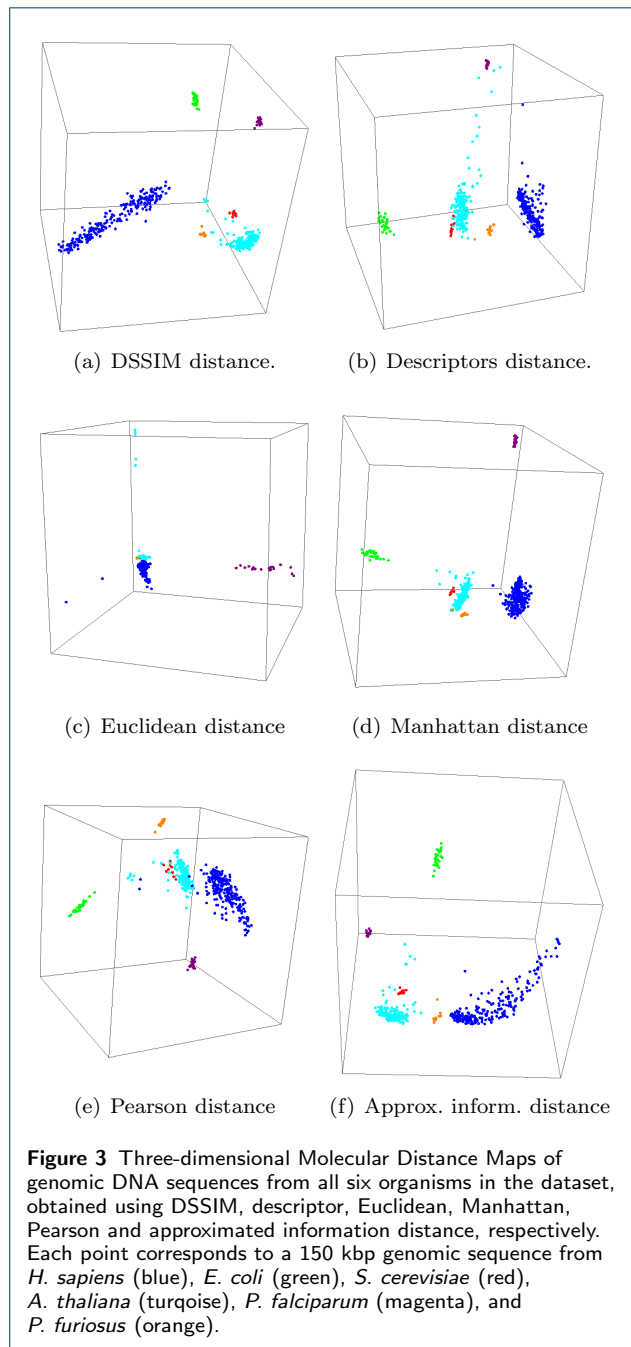 (a) DSSIM distance.
(b) Descriptors distance.
(c) Euclidean distance
(d) Manhattan distance
(e) Pearson distance
(f) Approx. inform. distance
Figure 3 Three-dimensional Molecular Distance Maps of
genomic DNA sequences from all six organisms in the dataset,
obtained using DSSIM, descriptor, Euclidean, Manhattan,
Pearson and approximated information distance, respectively.
Each point corresponds to a 150 kbp genomic sequence from
H. sapiens (blue), E. coli (green), S. cerevisiae (red),
A. thaliana (turqoise), P. falciparum (magenta), and
P. furiosus (orange).